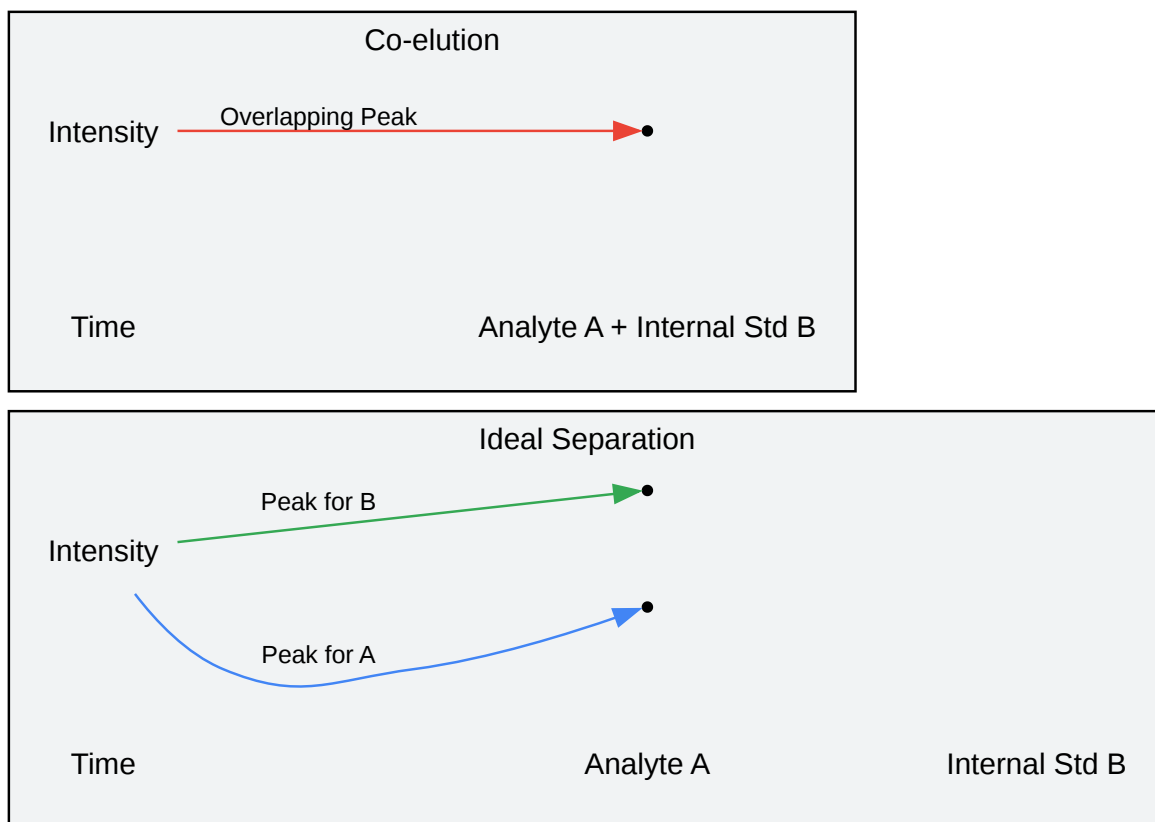 Co-elution
Overlapping Peak
Intensity
Time
Analyte A + Internal Std B
Ideal Separation
Peak for B
Intensity
Peak for A
Time
Analyte A
Internal Std B